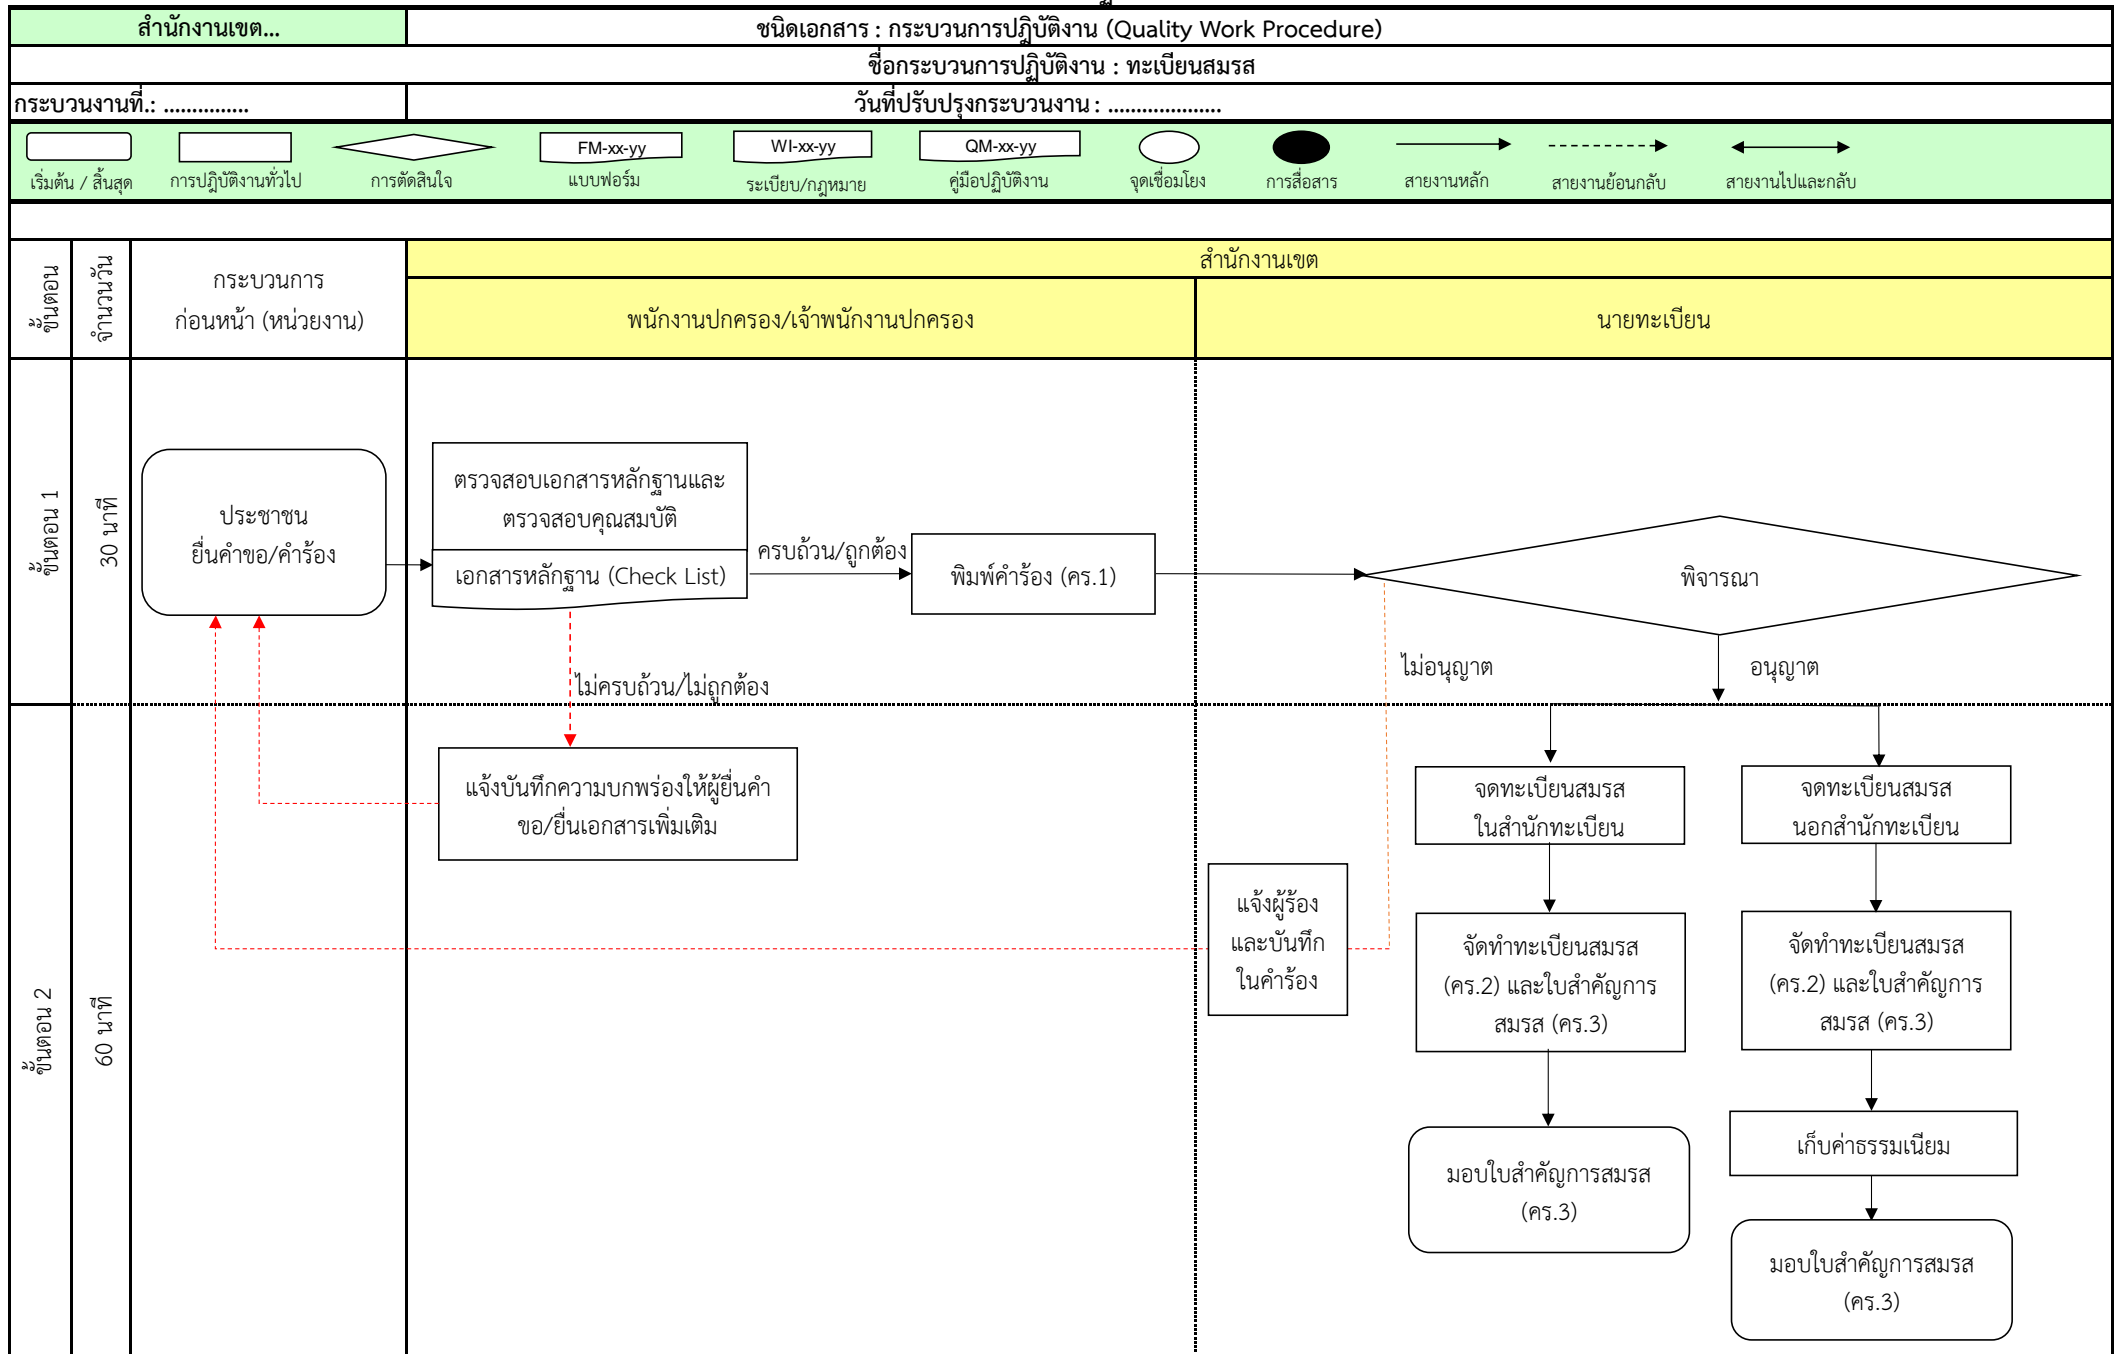 สำนักงานเขต...
ชนิดเอกสาร : กระบวนการปฏิบัติงาน (Quality Work Procedure)
ชื่อกระบวนการปฏิบัติงาน : ทะเบียนสมรส
กระบวนงานที่.: ...............
วันที่ปรับปรุงกระบวนงาน : ....................
FM-xx-yy
WI-xx-yy
QM-xx-yy
เริ่มต้น / สิ้นสุด
การปฏิบัติงานทั่วไป
การตัดสินใจ
แบบฟอร์ม
ระเบียบ/กฎหมาย
คู่มือปฏิบัติงาน
จุดเชื่อมโยง
การสื่อสาร
สายงานหลัก
สายงานย้อนกลับ
สายงานไปและกลับ
ขั้นตอน
จำนวนวัน
กระบวนการ
ก่อนหน้า (หน่วยงาน)
สำนักงานเขต
พนักงานปกครอง/เจ้าพนักงานปกครอง
นายทะเบียน
ขั้นตอน 1
30 นาที
ประชาชน
ยื่นคำขอ/คำร้อง
ตรวจสอบเอกสารหลักฐานและ
ตรวจสอบคุณสมบัติ
เอกสารหลักฐาน (Check List)
ครบถ้วน/ถูกต้อง
พิมพ์คำร้อง (คร.1)
พิจารณา
ไม่อนุญาต
อนุญาต
ไม่ครบถ้วน/ไม่ถูกต้อง
ขั้นตอน 2
60 นาที
แจ้งบันทึกความบกพร่องให้ผู้ยื่นคำ
ขอ/ยื่นเอกสารเพิ่มเติม
แจ้งผู้ร้อง
และบันทึก
ในคำร้อง
จดทะเบียนสมรส
ในสำนักทะเบียน
จดทะเบียนสมรส
นอกสำนักทะเบียน
จัดทำทะเบียนสมรส
(คร.2) และใบสำคัญการ
สมรส (คร.3)
จัดทำทะเบียนสมรส
(คร.2) และใบสำคัญการ
สมรส (คร.3)
เก็บค่าธรรมเนียม
มอบใบสำคัญการสมรส
(คร.3)
มอบใบสำคัญการสมรส
(คร.3)